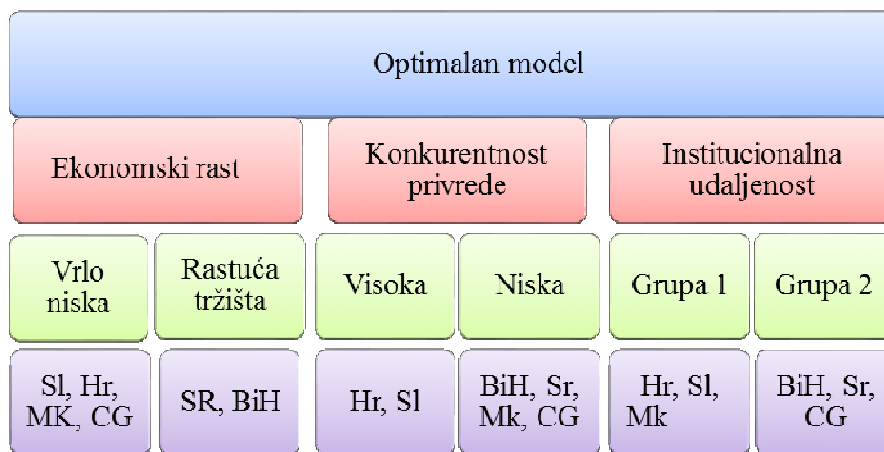 Optimalan model
Ekonomski rast
Konkurentnost
privrede
Institucionalna
udaljenost
Vrlo
niska
Rastuća
tržišta
Visoka
Niska
Grupa 1
Grupa 2
Sl, Hr,
MK, CG
SR, BiH
Hr, Sl
BiH, Sr,
Mk, CG
Hr, Sl,
Mk
BiH, Sr,
CG